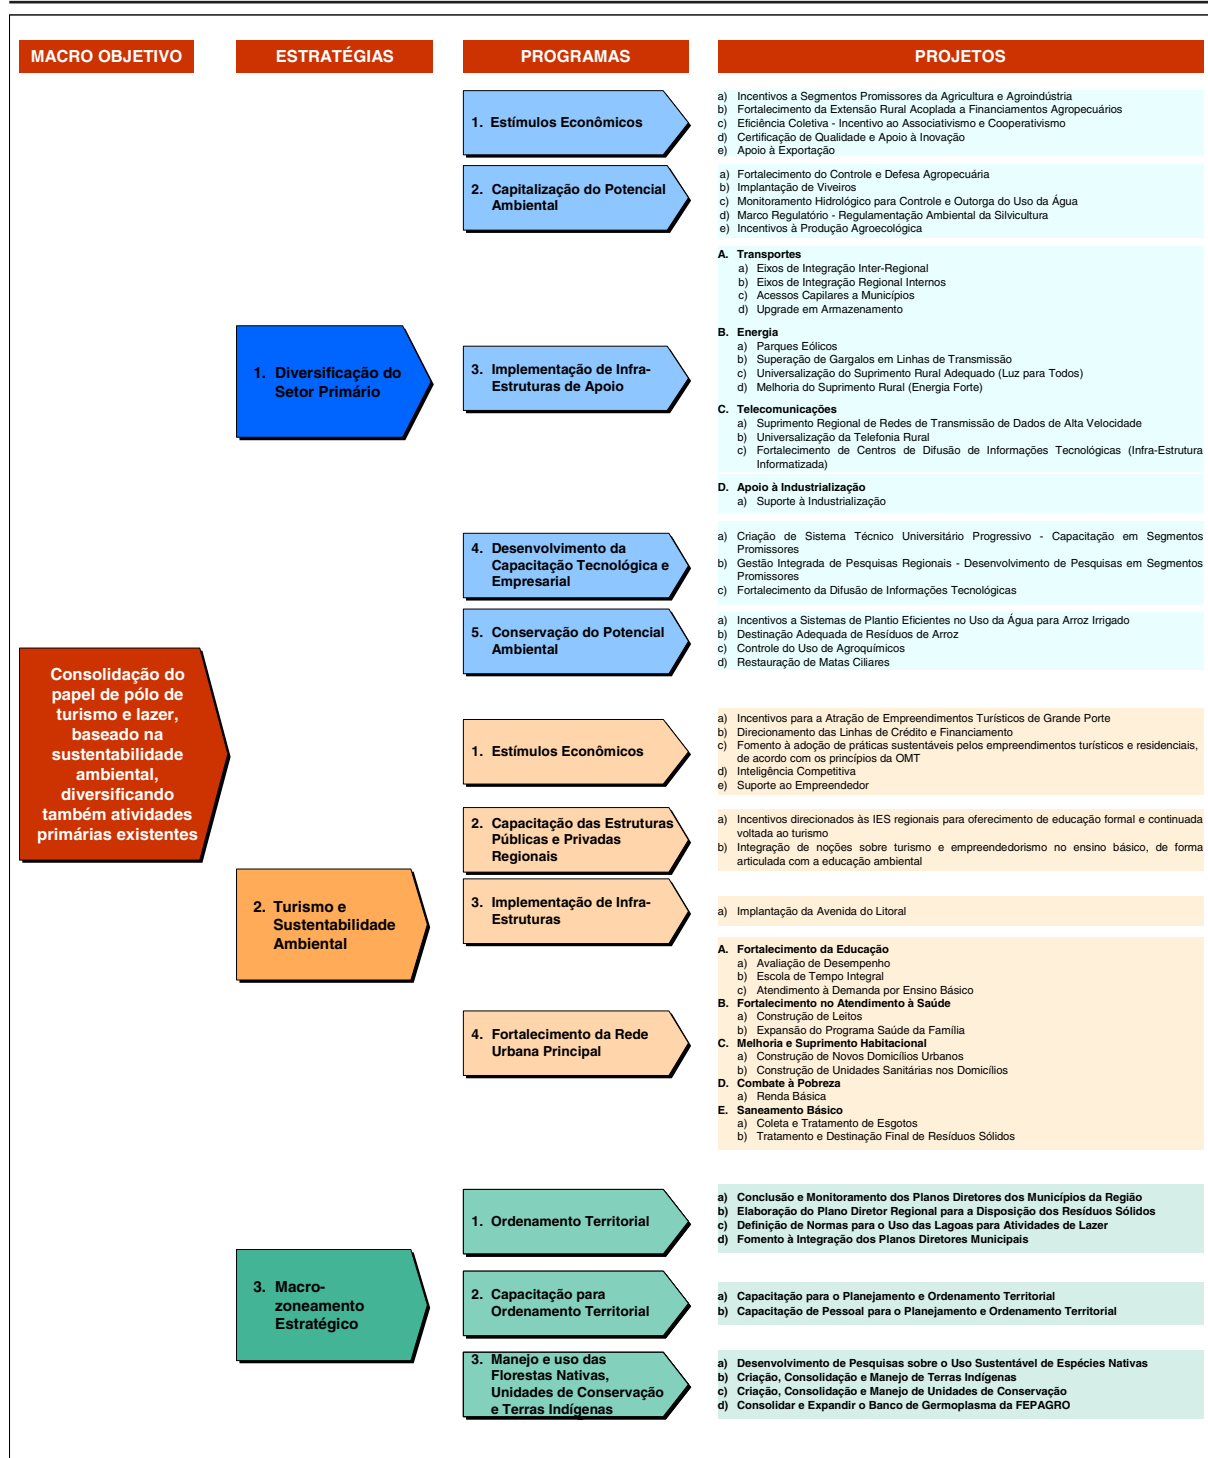 MACRO OBJETIVO
ESTRATÉGIAS
PROGRAMAS
PROJETOS
Consolidação do
papel de pólo de
turismo e lazer,
baseado na
sustentabilidade
ambiental,
diversificando
também atividades
primárias existentes
1. Diversificação do
Setor Primário
1. Estímulos Econômicos
a) Incentivos a Segmentos Promissores da Agricultura e Agroindústria
b) Fortalecimento da Extensão Rural Acoplada a Financiamentos Agropecuários
c) Eficiência Coletiva - Incentivo ao Associativismo e Cooperativismo
d) Certificação de Qualidade e Apoio à Inovação
e) Apoio à Exportação
2. Capitalização do Potencial
Ambiental
a) Fortalecimento do Controle e Defesa Agropecuária
b) Implantação de Viveiros
c) Monitoramento Hidrológico para Controle e Outorga do Uso da Água
d) Marco Regulatório - Regulamentação Ambiental da Silvicultura
e) Incentivos à Produção Agroecológica
3. Implementação de Infra-
Estruturas de Apoio
A. Transportes
a) Eixos de Integração Inter-Regional
b) Eixos de Integração Regional Internos
c) Acessos Capilares a Municípios
d) Upgrade em Armazenamento
B. Energia
a) Parques Eólicos
b) Superação de Gargalos em Linhas de Transmissão
c) Universalização do Suprimento Rural Adequado (Luz para Todos)
d) Melhoria do Suprimento Rural (Energia Forte)
C. Telecomunicações
a) Suprimento Regional de Redes de Transmissão de Dados de Alta Velocidade
b) Universalização da Telefonia Rural
c) Fortalecimento de Centros de Difusão de Informações Tecnológicas (Infra-Estrutura
Informatizada)
D. Apoio à Industrialização
a) Suporte à Industrialização
4. Desenvolvimento da
Capacitação Tecnológica e
Empresarial
a) Criação de Sistema Técnico Universitário Progressivo - Capacitação em Segmentos
Promissores
b) Gestão Integrada de Pesquisas Regionais - Desenvolvimento de Pesquisas em Segmentos
Promissores
c) Fortalecimento da Difusão de Informações Tecnológicas
5. Conservação do Potencial
Ambiental
a) Incentivos a Sistemas de Plantio Eficientes no Uso da Água para Arroz Irrigado
b) Destinação Adequada de Resíduos de Arroz
c) Controle do Uso de Agroquímicos
d) Restauração de Matas Ciliares
2. Turismo e
Sustentabilidade
Ambiental
1. Estímulos Econômicos
a) Incentivos para a Atração de Empreendimentos Turísticos de Grande Porte
b) Direcionamento das Linhas de Crédito e Financiamento
c) Fomento à adoção de práticas sustentáveis pelos empreendimentos turísticos e residenciais,
de acordo com os princípios da OMT
d) Inteligência Competitiva
e) Suporte ao Empreendedor
2. Capacitação das Estruturas
Públicas e Privadas
Regionais
a) Incentivos direcionados às IES regionais para oferecimento de educação formal e continuada
voltada ao turismo
b) Integração de noções sobre turismo e empreendedorismo no ensino básico, de forma
articulada com a educação ambiental
3. Implementação de Infra-
Estruturas
a) Implantação da Avenida do Litoral
4. Fortalecimento da Rede
Urbana Principal
A. Fortalecimento da Educação
a) Avaliação de Desempenho
b) Escola de Tempo Integral
c) Atendimento à Demanda por Ensino Básico
B. Fortalecimento no Atendimento à Saúde
a) Construção de Leitos
b) Expansão do Programa Saúde da Família
C. Melhoria e Suprimento Habitacional
a) Construção de Novos Domicílios Urbanos
b) Construção de Unidades Sanitárias nos Domicílios
D. Combate à Pobreza
a) Renda Básica
E. Saneamento Básico
a) Coleta e Tratamento de Esgotos
b) Tratamento e Destinação Final de Resíduos Sólidos
3. Macro-
zoneamento
Estratégico
1. Ordenamento Territorial
a) Conclusão e Monitoramento dos Planos Diretores dos Municípios da Região
b) Elaboração do Plano Diretor Regional para a Disposição dos Resíduos Sólidos
c) Definição de Normas para o Uso das Lagoas para Atividades de Lazer
d) Fomento à Integração dos Planos Diretores Municipais
2. Capacitação para
Ordenamento Territorial
a) Capacitação para o Planejamento e Ordenamento Territorial
b) Capacitação de Pessoal para o Planejamento e Ordenamento Territorial
3. Manejo e uso das
Florestas Nativas,
Unidades de Conservação
e Terras Indígenas
a) Desenvolvimento de Pesquisas sobre o Uso Sustentável de Espécies Nativas
b) Criação, Consolidação e Manejo de Terras Indígenas
c) Criação, Consolidação e Manejo de Unidades de Conservação
d) Consolidar e Expandir o Banco de Germoplasma da FEPAGRO